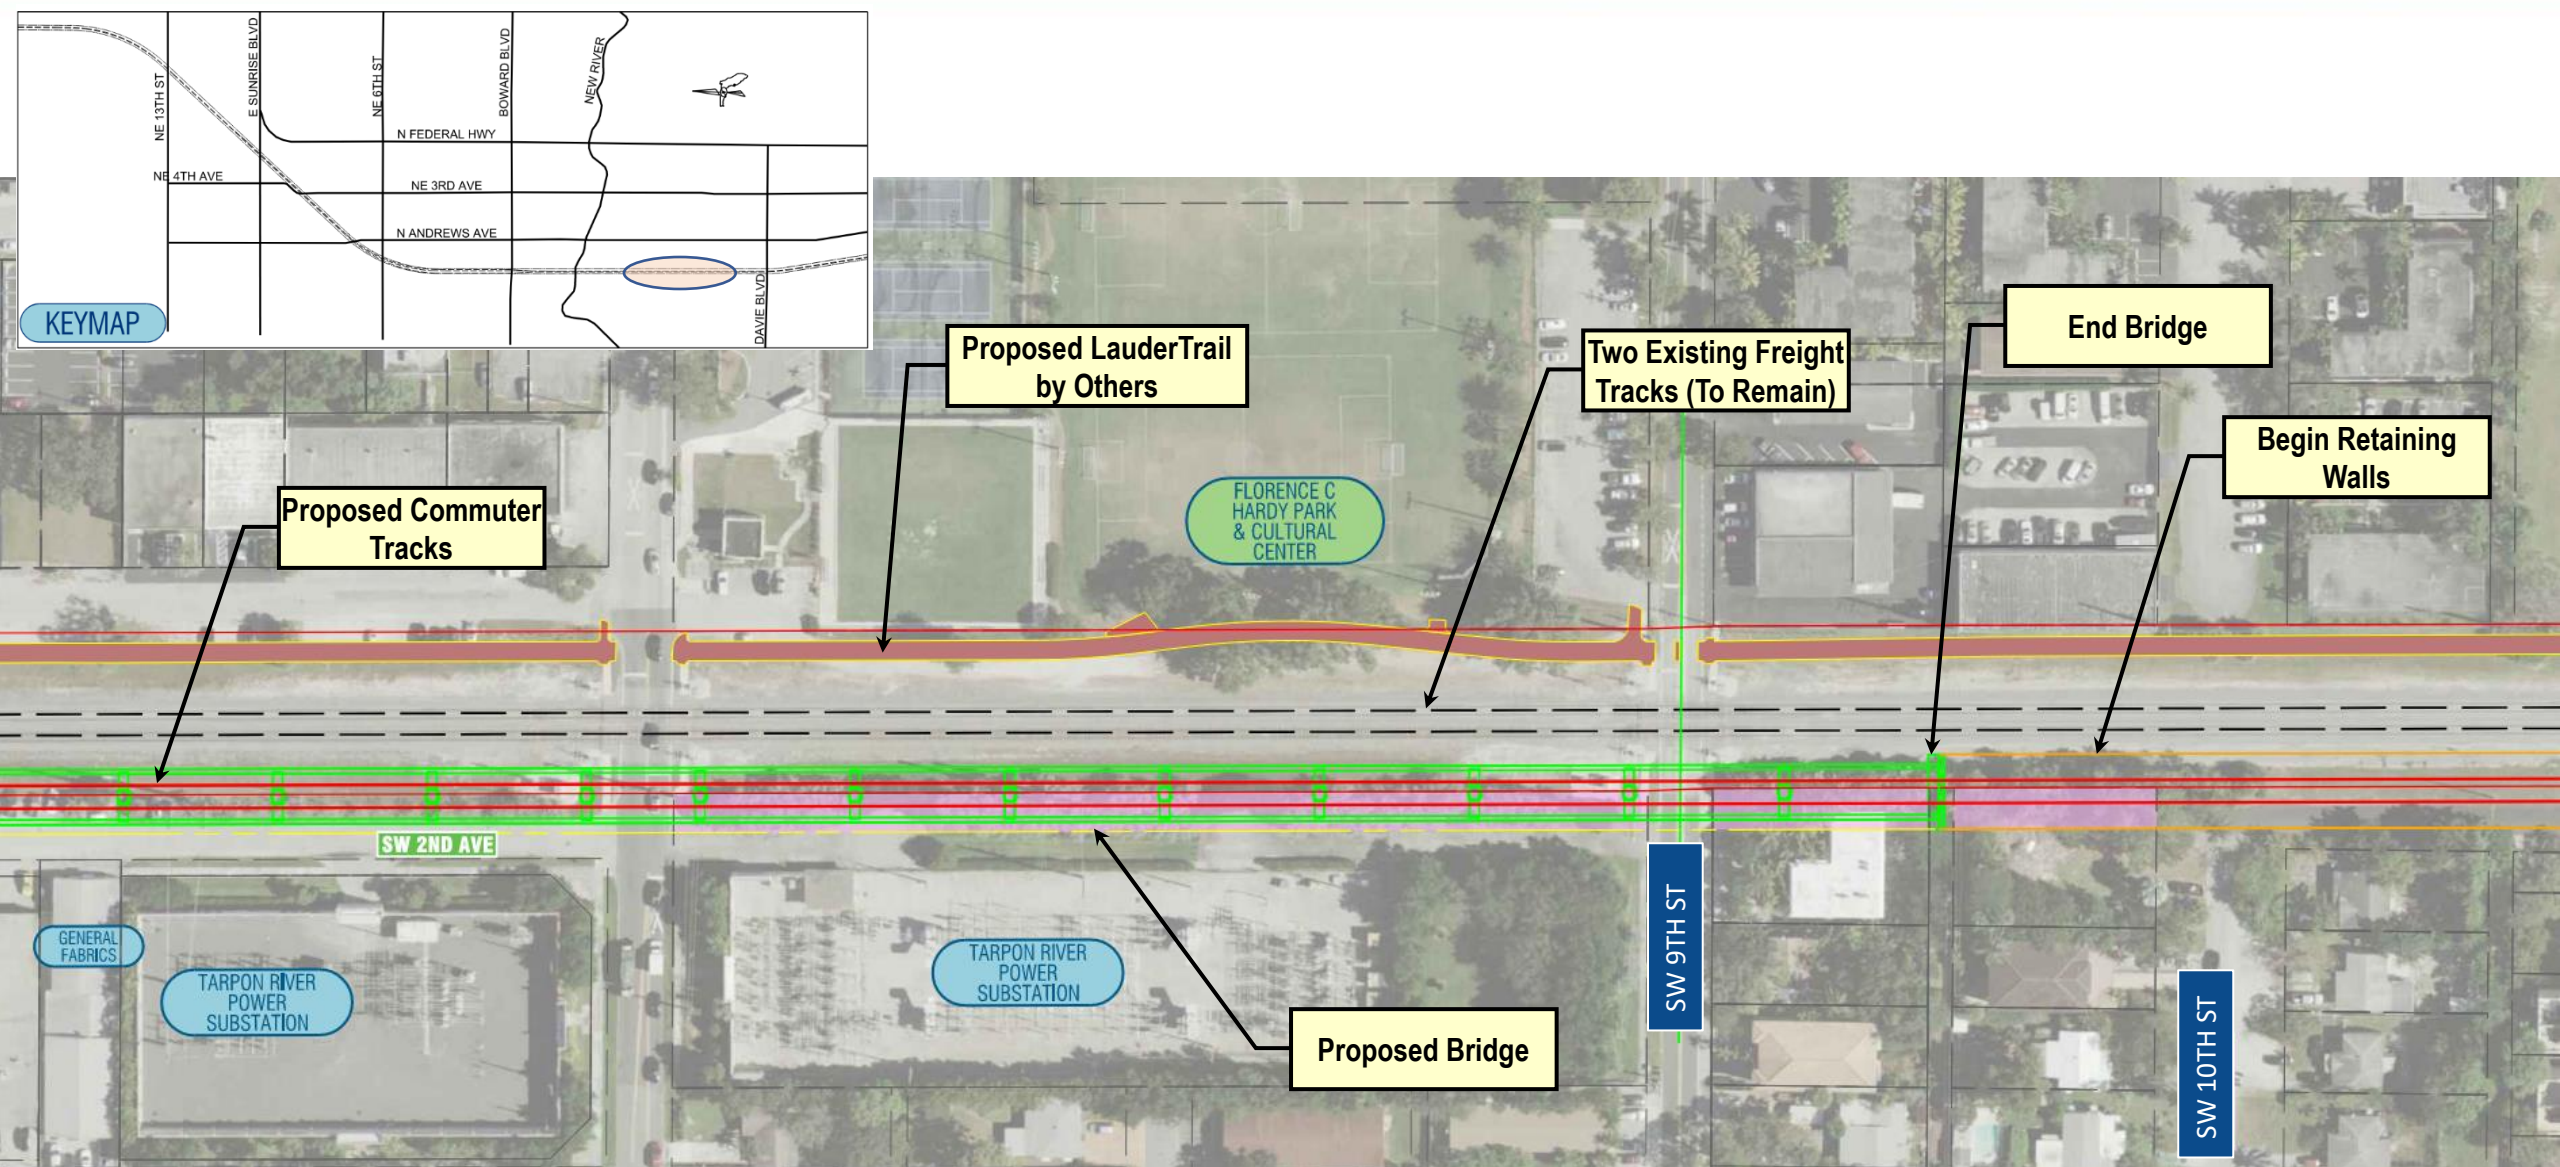 NE 13TH ST
E SUNRISE BLVD
NE 6TH ST
BOWARD BLVD
NEW RIVER
N FEDERAL HWY
NE 4TH AVE
NE 3RD AVE
N ANDREWS AVE
DAVIE BLVD
KEYMAP
Proposed LauderTrail
by Others
Two Existing Freight
Tracks (To Remain)
End Bridge
Begin Retaining
Walls
Proposed Commuter
Tracks
FLORENCE C
HARDY PARK
& CULTURAL
CENTER
SW 2ND AVE
GENERAL
FABRICS
TARPON RIVER
POWER
SUBSTATION
TARPON RIVER
POWER
SUBSTATION
Proposed Bridge
SW 9TH ST
SW 10TH ST